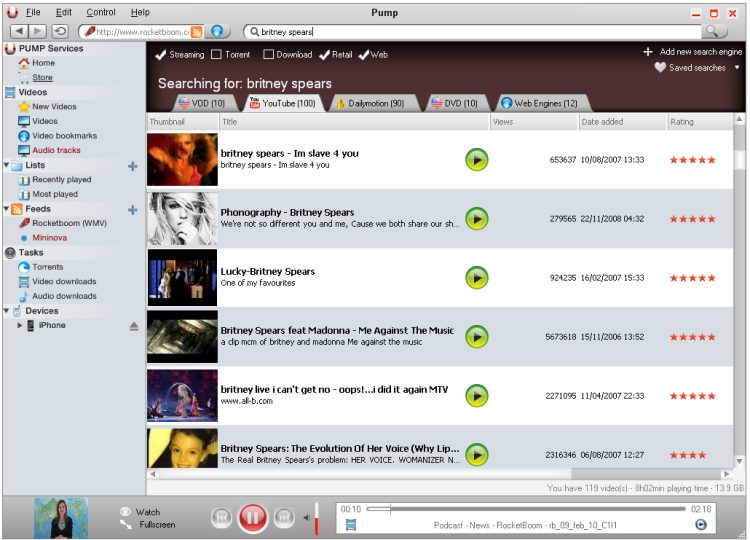 File Edit Control Help
Pump
http://www.rocketboom.c
britney spears
PUMP Services
Home
Store
Videos
New Videos
Videos
Video bookmarks
Audio tracks
Lists
Recently played
Most played
Feeds
Rocketboom (WMV)
Mininova
Tasks
Torrents
Video downloads
Audio downloads
Devices
iPhone
Streaming Torrent Download Retail Web
Add new search engine
Saved searches
Searching for: britney spears
VOD (10) YouTube (100) Dailymotion (90) DVD (10) Web Engines (12)
Thumbnail Title Views Date added Rating
britney spears - Im slave 4 you
britney spears - Im slave 4 you
653637 10/08/2007 13:33
Phonography - Britney Spears
We're not so different you and me, Cause we both share our sh...
279565 22/11/2008 04:32
Lucky-Britney Spears
One of my favourites
924235 16/02/2007 15:33
Britney Spears feat Madonna - Me Against The Music
a clip mcm of britney and madonna Me against the music
5673618 15/11/2006 13:52
britney live i can't get no - oops!...i did it again MTV
www.all-b.com
2271095 11/04/2007 22:33
Britney Spears: The Evolution Of Her Voice (Why Lip...
The Real Britney Spears's problem: HER VOICE. WOMANIZER N...
2316346 06/08/2007 12:27
You have 119 video(s) - 8h02min playing time - 13.9 GB
Watch
Fullscreen
00:10 02:18
Podcast - News - RocketBoom - rb_09_feb_10_C1I1